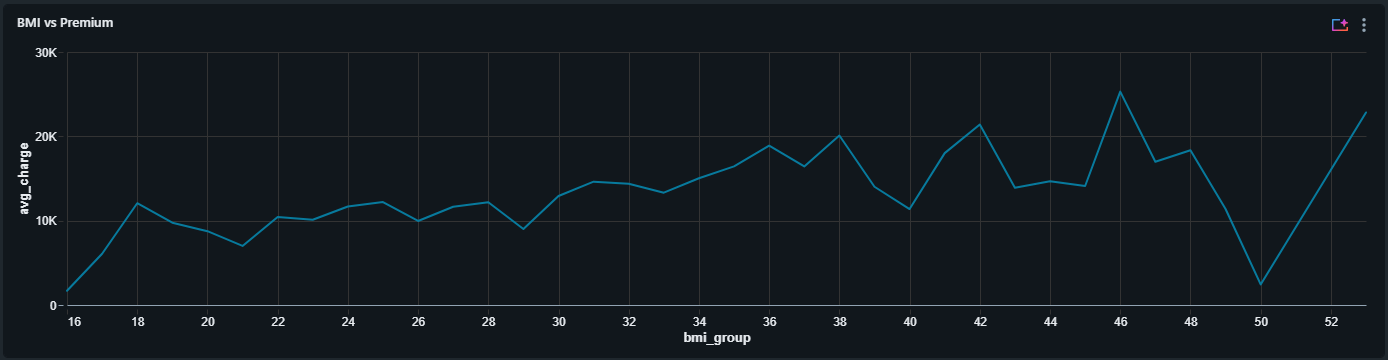 BMI vs Premium
30K
20K
10K
0
avg_charge
16 18 20 22 24 26 28 30 32 34 36 38 40 42 44 46 48 50 52
bmi_group